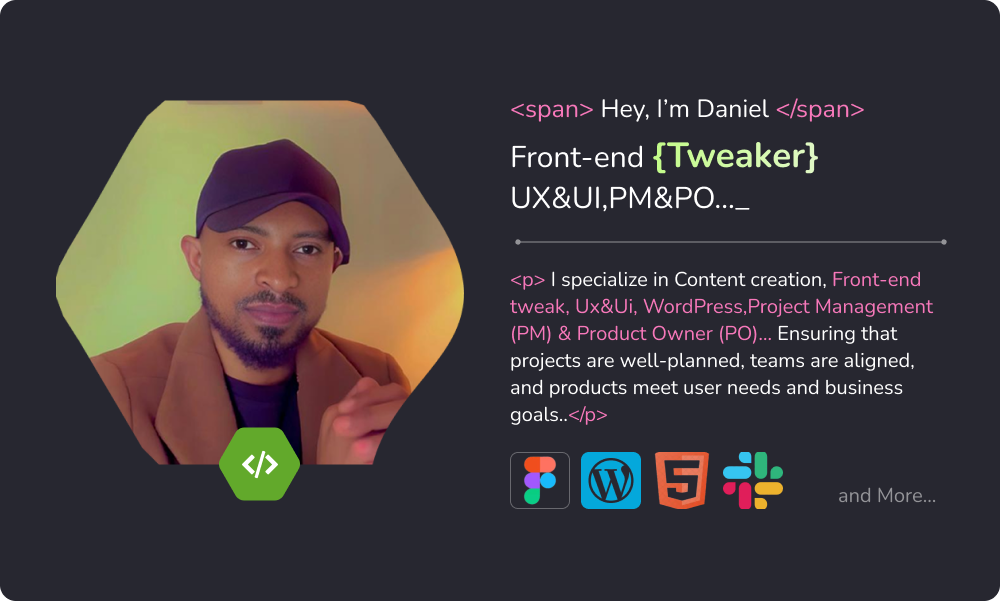 <span> Hey, I’m Daniel </span>
Front-end {Tweaker}
UX&UI,PM&PO..._
<p> I specialize in Content creation, Front-end
tweak, Ux&Ui, WordPress,Project Management
(PM) & Product Owner (PO)... Ensuring that
projects are well-planned, teams are aligned,
and products meet user needs and business
goals..</p>
</>
and More...